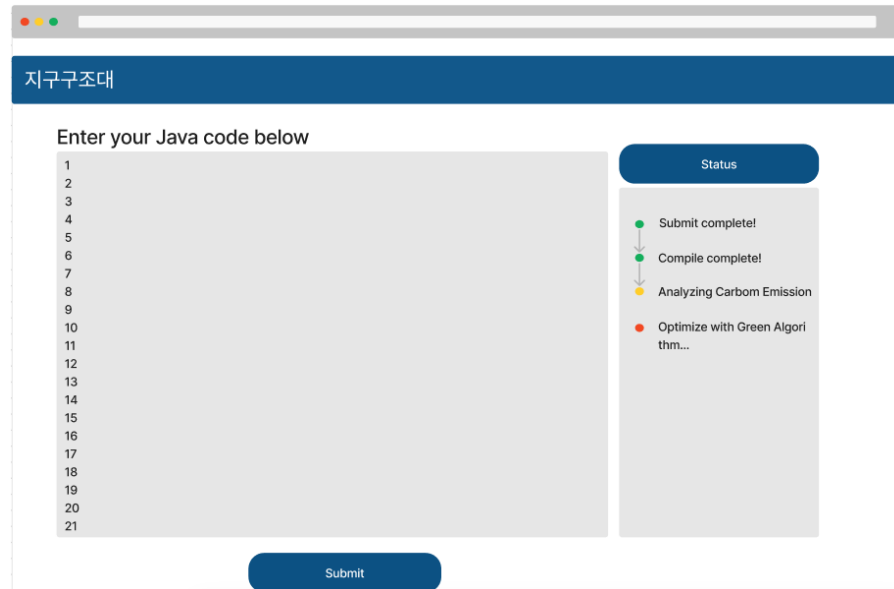 지구구조대
Enter your Java code below
1
2
3
4
5
6
7
8
9
10
11
12
13
14
15
16
17
18
19
20
21
Submit
Status
Submit complete!
Compile complete!
Analyzing Carbom Emission
Optimize with Green Algori
thm...